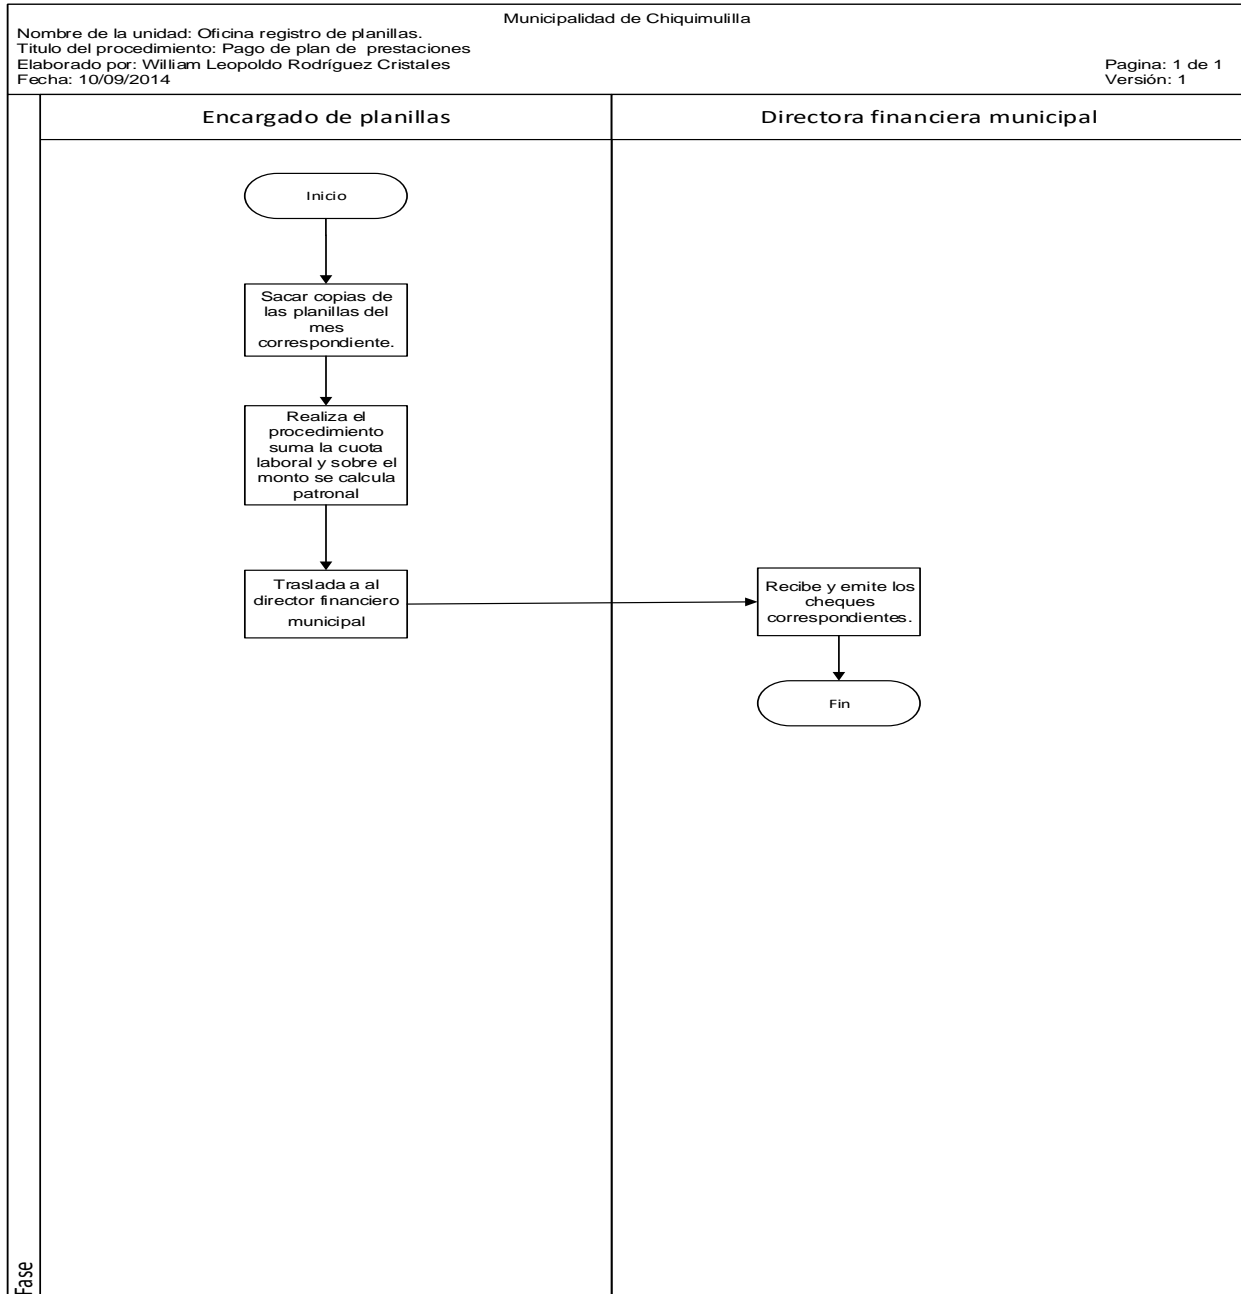 Municipalidad de Chiquimulilla
Nombre de la unidad: Oficina registro de planillas.
Titulo del procedimiento: Pago de plan de prestaciones
Elaborado por: William Leopoldo Rodríguez Cristales
Fecha: 10/09/2014
Pagina: 1 de 1
Versión: 1
Encargado de planillas
Directora financiera municipal
Inicio
Sacar copias de
las planillas del
mes
correspondiente.
Realiza el
procedimiento
suma la cuota
laboral y sobre el
monto se calcula
patronal
Traslada a al
director financiero
municipal
Recibe y emite los
cheques
correspondientes.
Fin
Fase